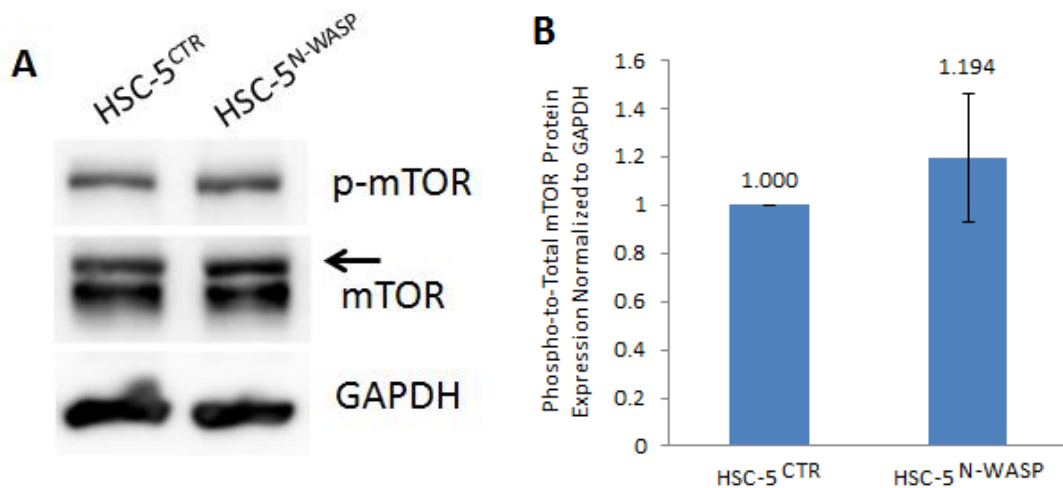 A
HSC-5CTR
HSC-5N-WASP
p-mTOR
mTOR
GAPDH
B
Phospho-to-Total mTOR Protein
Expression Normalized to GAPDH
1.6
1.4
1.2
1
0.8
0.6
0.4
0.2
0
1.000
1.194
HSC-5 CTR
HSC-5 N-WASP